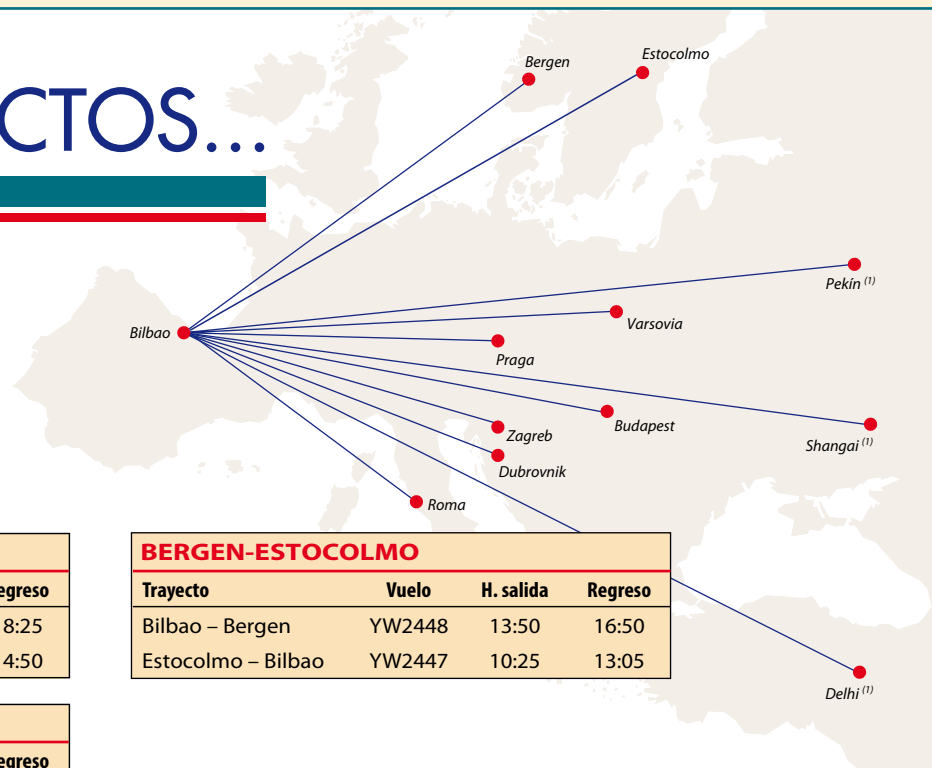 Bergen
Estocolmo
CTOS...
Pekín (1)
Bilbao
Varsovia
Praga
Budapest
Zagreb
Shangai (1)
Dubrovnik
Roma
BERGEN-ESTOCOLMO
Trayecto Vuelo H. salida Regreso
Bilbao – Bergen YW2448 13:50 16:50
Estocolmo – Bilbao YW2447 10:25 13:05
egreso
8:25
4:50
Delhi (1)
egreso